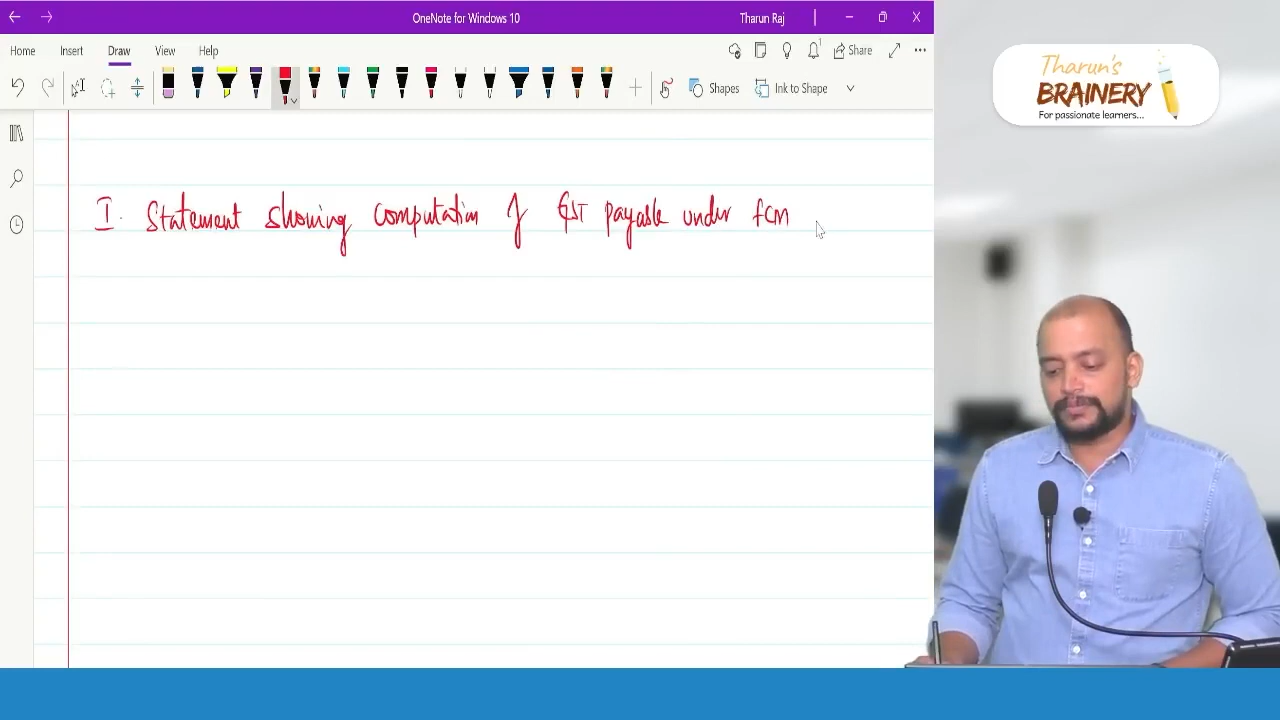 OneNote for Windows 10
Tharun Raj
Home Insert Draw View Help
Share
Shapes
Ink to Shape
Tharun's
BRAINERY
For passionate learners...
I. Statement showing computation of GST payable under fCM